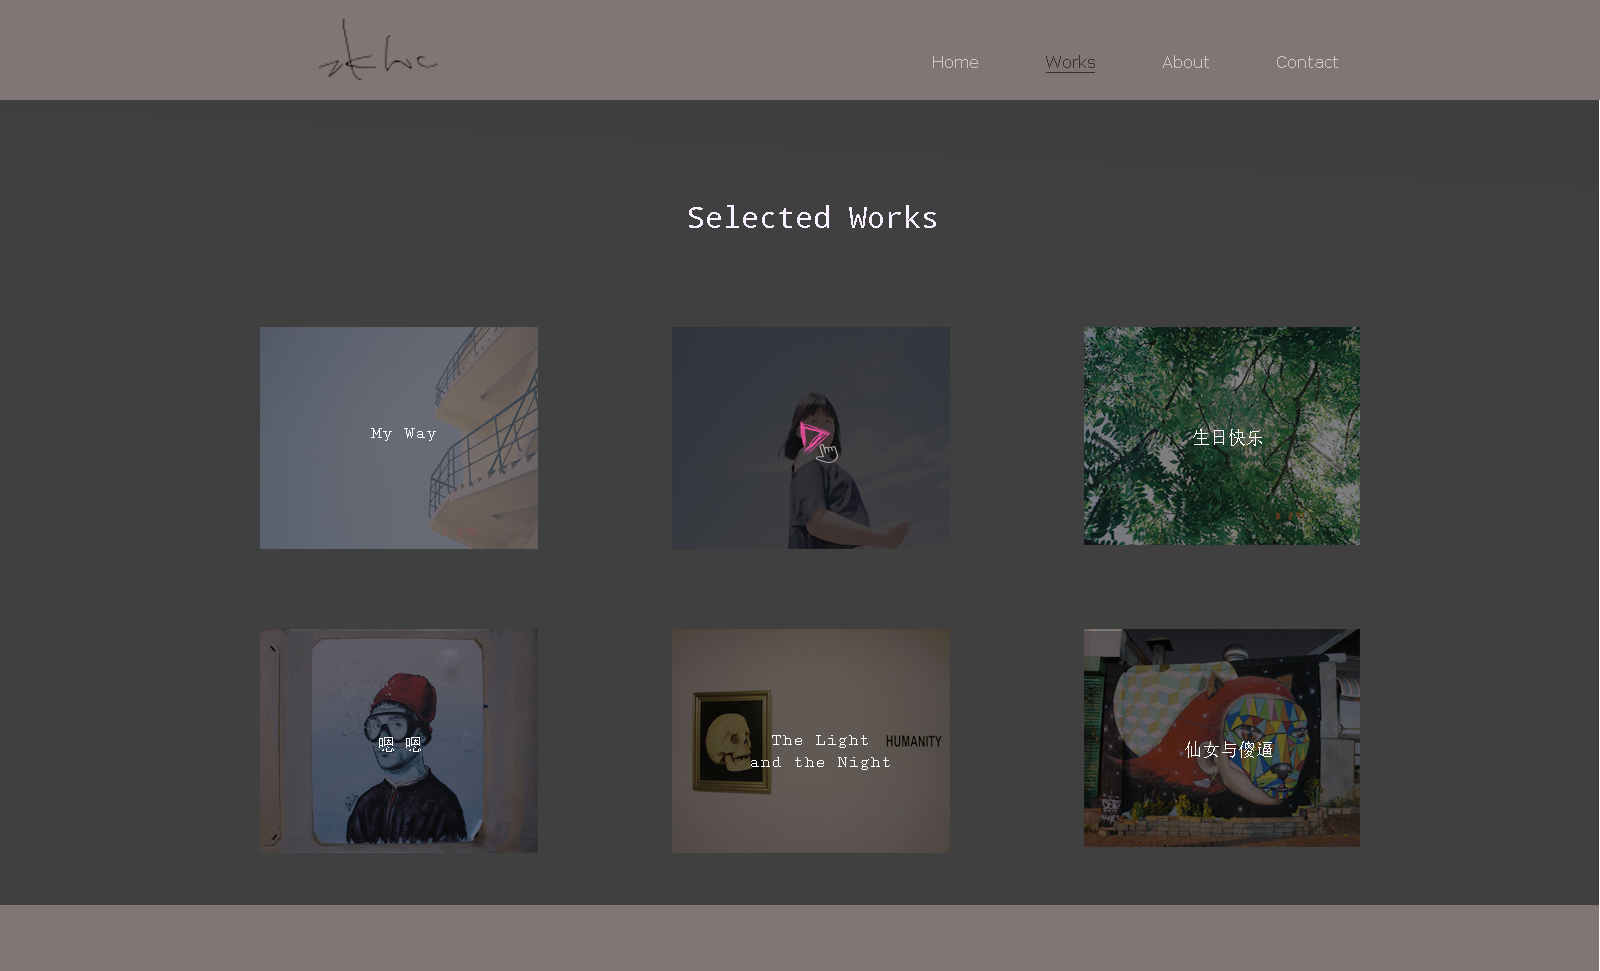 Home
Works
About
Contact
Selected Works
My Way
生日快乐
嗯 嗯
The Light
and the Night
HUMANITY
仙女与傻逼